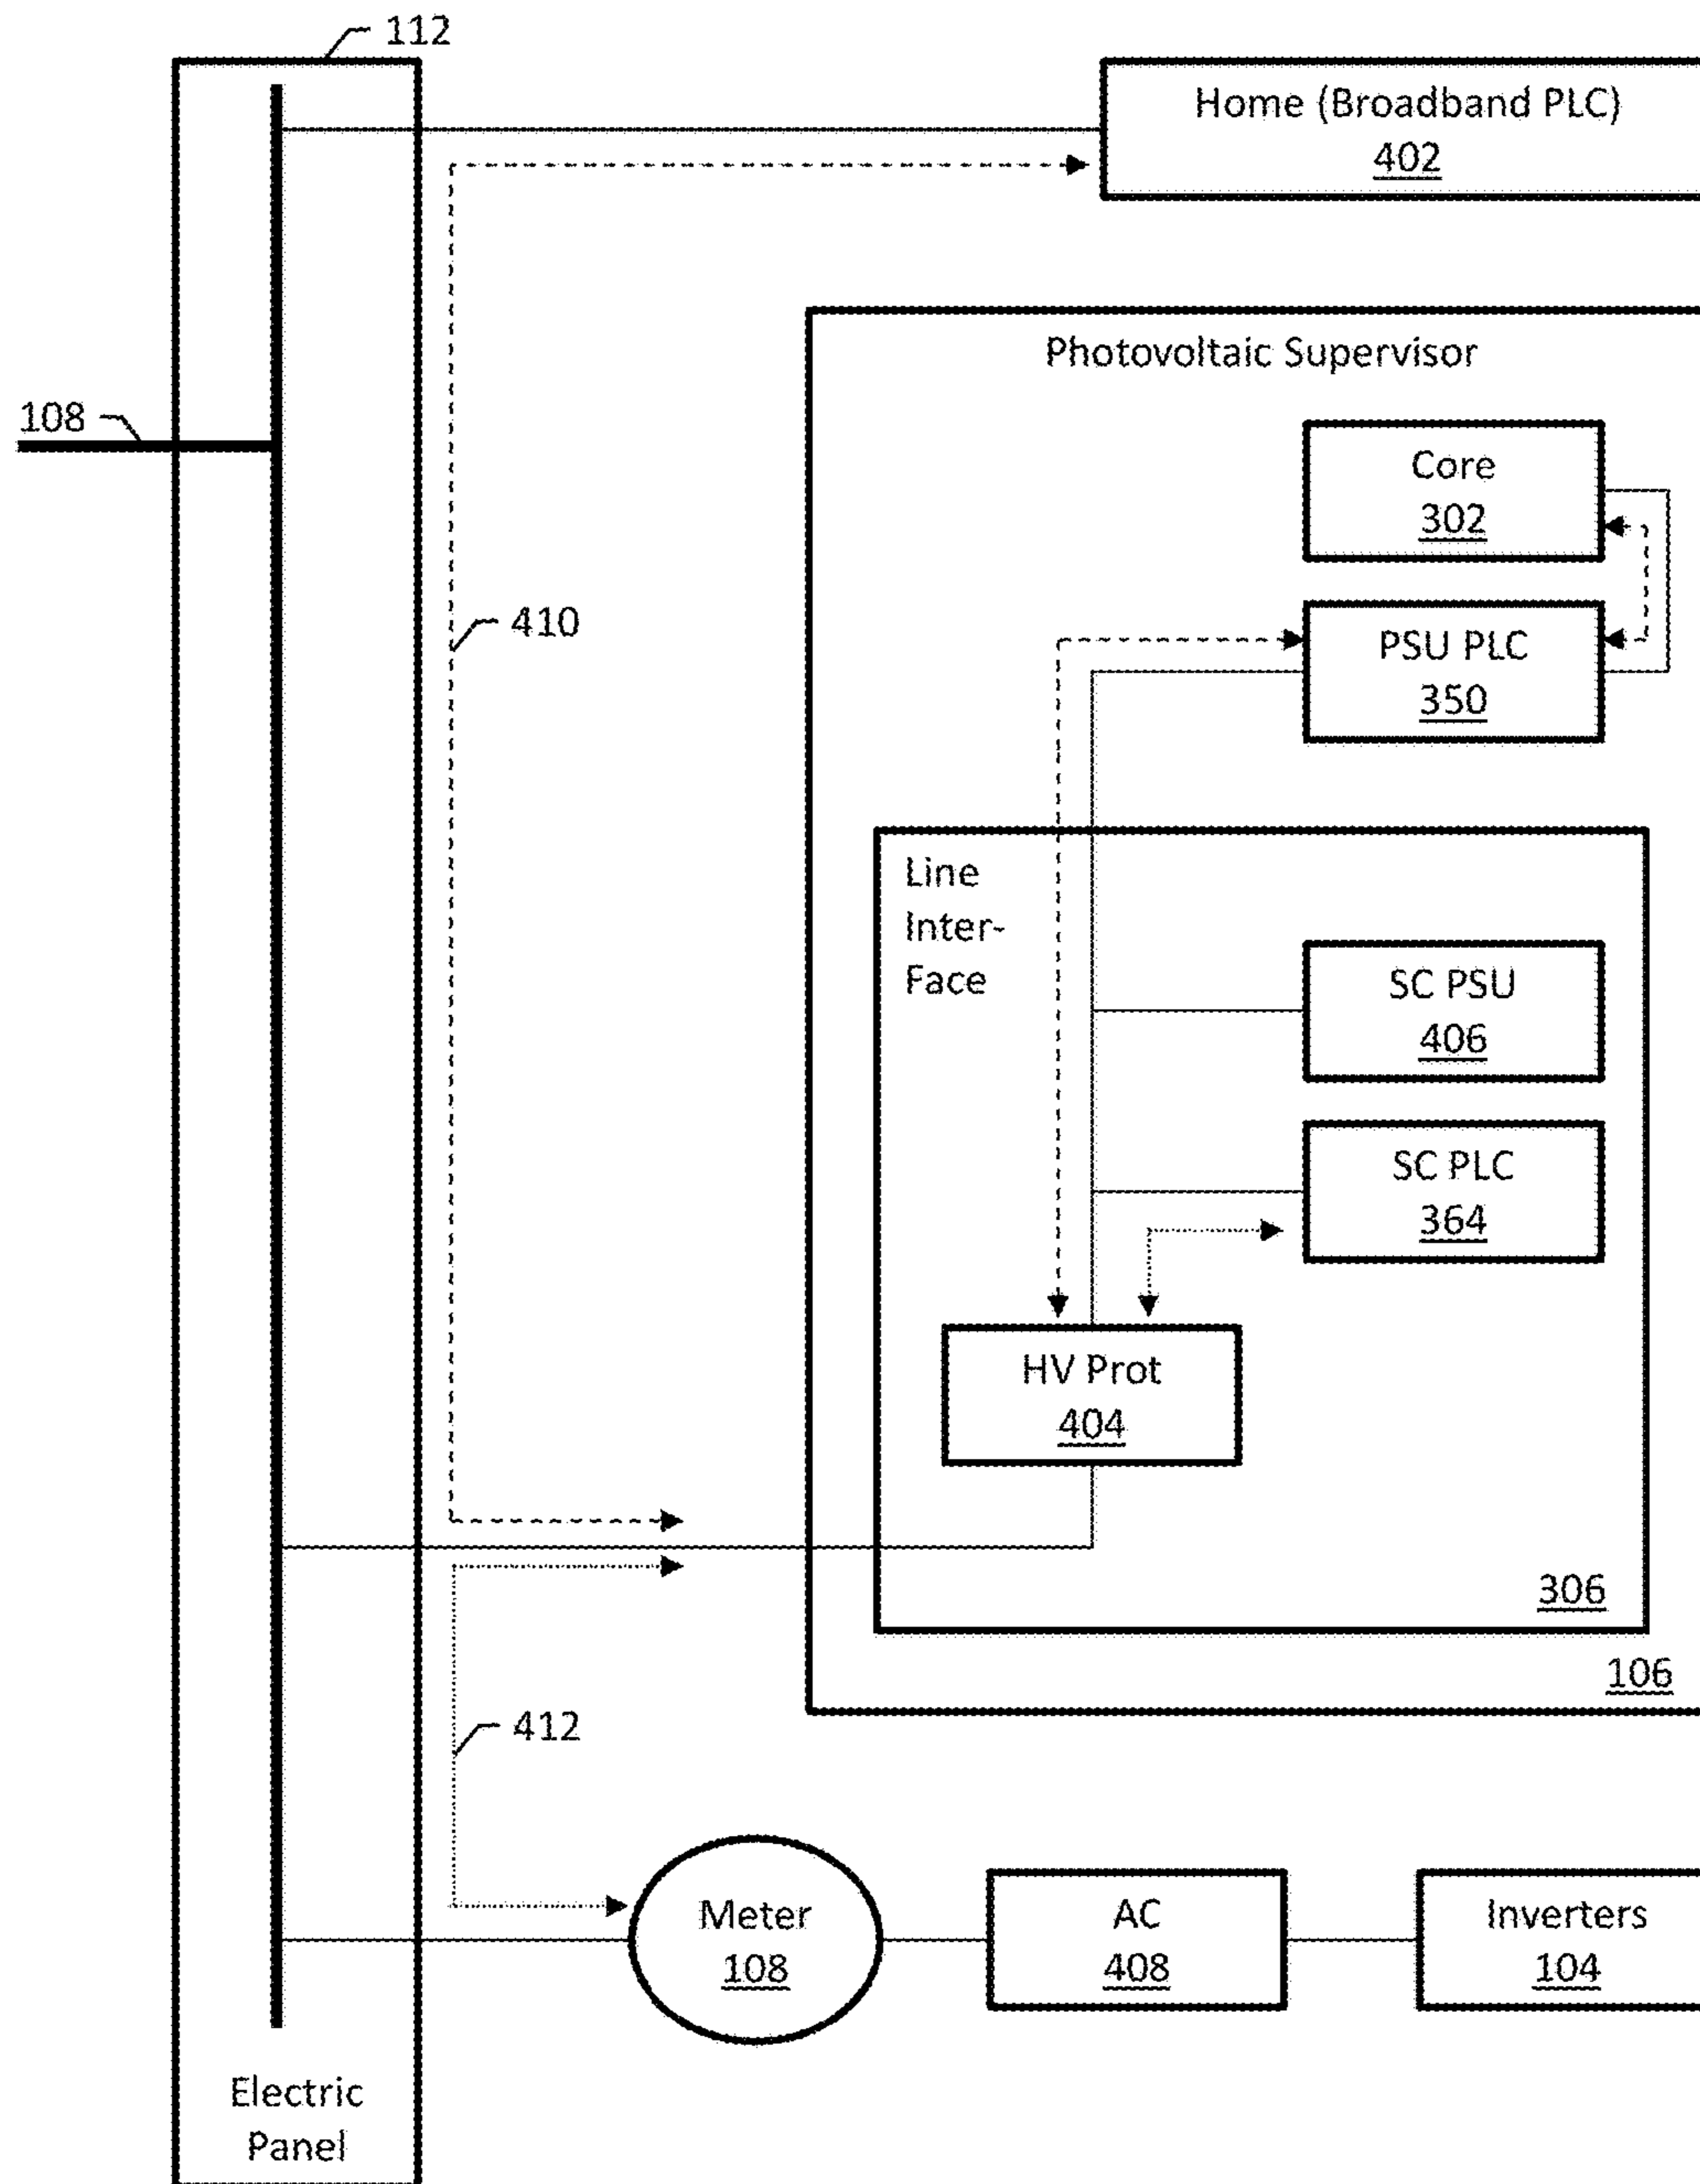 112
Home (Broadband PLC)
402
Photovoltaic Supervisor
108
Core
302
410
PSU PLC
350
Line
Inter-
Face
SC PSU
406
SC PLC
364
HV Prot
404
306
106
412
Meter
108
AC
408
Inverters
104
Electric
Panel